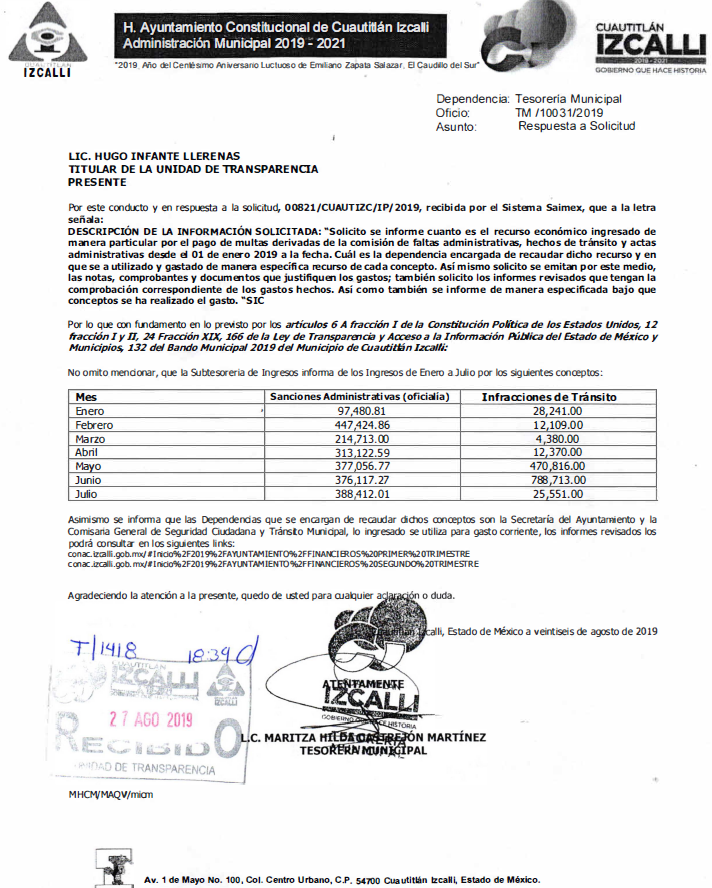 H. Ayuntamiento Constitucional de Cuautitlán Izcalli
Administración Municipal 2019 - 2021
CUAUTITLÁN
IZCALLI
CUAUTITLÁN
IZCALLI
2019 - 2021
GOBIERNO QUE HACE HISTORIA
"2019. Año del Centésimo Aniversario Luctuoso de Emiliano Zapata Salazar, El Caudillo del Sur"
Dependencia: Tesorería Municipal
Oficio: TM /10031/2019
Asunto: Respuesta a Solicitud
LIC. HUGO INFANTE LLERENAS
TITULAR DE LA UNIDAD DE TRANSPARENCIA
PRESENTE
Por este conducto y en respuesta a la solicitud, 00821/CUAUTIZC/IP/2019, recibida por el Sistema Saimex, que a la letra
señala:
DESCRIPCIÓN DE LA INFORMACIÓN SOLICITADA: "Solicito se informe cuanto es el recurso económico ingresado de
manera particular por el pago de multas derivadas de la comisión de faltas administrativas, hechos de tránsito y actas
administrativas desde el 01 de enero 2019 a la fecha. Cuál es la dependencia encargada de recaudar dicho recurso y en
que se a utilizado y gastado de manera específica recurso de cada concepto. Así mismo solicito se emitan por este medio,
las notas, comprobantes y documentos que justifiquen los gastos; también solicito los informes revisados que tengan la
comprobación correspondiente de los gastos hechos. Así como también se informe de manera especificada bajo que
conceptos se ha realizado el gasto. "SIC
Por lo que con fundamento en lo previsto por los artículos 6 A fracción I de la Constitución Política de los Estados Unidos, 12
fracción I y II, 24 Fracción XIX, 166 de la Ley de Transparencia y Acceso a la Información Pública del Estado de México y
Municipios, 132 del Bando Municipal 2019 del Municipio de Cuautitlán Izcalli:
No omito mencionar, que la Subtesoreria de Ingresos informa de los Ingresos de Enero a Julio por los siguientes conceptos:
Mes Sanciones Administrativas (oficialia) Infracciones de Tránsito
Enero 97,480.81 28,241.00
Febrero 447,424.86 12,109.00
Marzo 214,713.00 4,380.00
Abril 313,122.59 12,370.00
Mayo 377,056.77 470,816.00
Junio 376,117.27 788,713.00
Julio 388,412.01 25,551.00
Asimismo se informa que las Dependencias que se encargan de recaudar dichos conceptos son la Secretaría del Ayuntamiento y la
Comisaria General de Seguridad Ciudadana y Tránsito Municipal, lo ingresado se utiliza para gasto corriente, los informes revisados los
podrá consultar en los siguientes links:
conac.izcalli.gob.mx/#Inicio%2F2019%2FAYUNTAMIENTO%2FFINANCIEROS%20PRIMER%20TRIMESTRE
conac.izcalli.gob.mx/#Inicio%2F2019%2FAYUNTAMIENTO%2FFINANCIEROS%20SEGUNDO%20TRIMESTRE
Agradeciendo la atención a la presente, quedo de usted para cualquier aclaración o duda.
Cuautitlán Izcalli, Estado de México a veintiseis de agosto de 2019
T/1418 18:39
CUAUTITLÁN
IZCALLI
IZCALLI
27 AGO 2019
RECIBIDO
UNIDAD DE TRANSPARENCIA
ATENTAMENTE
IZCALLI
GOBIERNO QUE HACE HISTORIA
L.C. MARITZA HILDA CASTREJÓN MARTÍNEZ
TESORERA MUNICIPAL
MHCM/MAQV/micm
Av. 1 de Mayo No. 100, Col. Centro Urbano, C.P. 54700 Cuautitlán Izcalli, Estado de México.